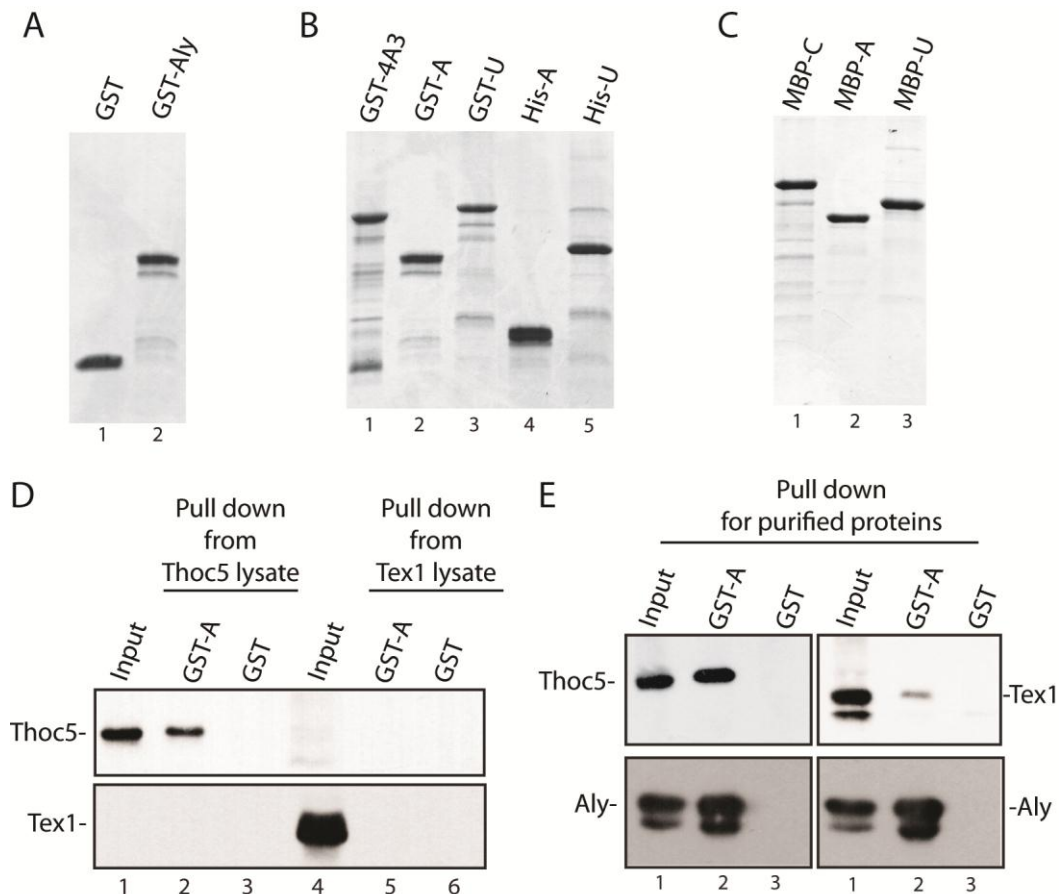 A
GST
GST-Aly
1 2
B
GST-4A3
GST-A
GST-U
His-A
His-U
1 2 3 4 5
C
MBP-C
MBP-A
MBP-U
1 2 3
D
Pull down
from
Thoc5 lysate
Pull down
from
Tex1 lysate
Input
GST-A
GST
Input
GST-A
GST
Thoc5-
Tex1-
1 2 3 4 5 6
E
Pull down
for purified proteins
Input
GST-A
GST
Input
GST-A
GST
Thoc5-
-Tex1
Aly-
-Aly
1 2 3 1 2 3